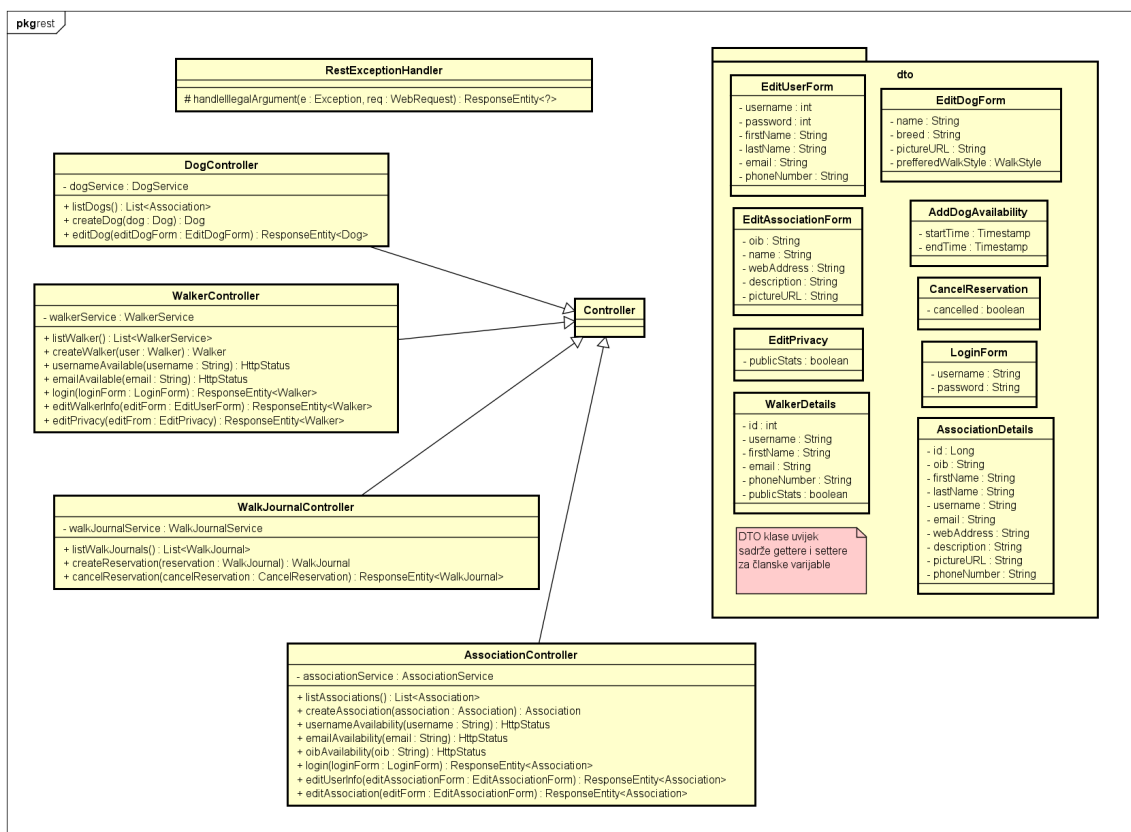 pkg rest
RestExceptionHandler
# handleIllegalArgument(e : Exception, req : WebRequest) : ResponseEntity<?>
DogController
- dogService : DogService
+ listDogs() : List<Association>
+ createDog(dog : Dog) : Dog
+ editDog(editDogForm : EditDogForm) : ResponseEntity<Dog>
WalkerController
- walkerService : WalkerService
+ listWalker() : List<WalkerService>
+ createWalker(user : Walker) : Walker
+ usernameAvailable(username : String) : HttpStatus
+ emailAvailable(email : String) : HttpStatus
+ login(loginForm : LoginForm) : ResponseEntity<Walker>
+ editWalkerInfo(editForm : EditUserForm) : ResponseEntity<Walker>
+ editPrivacy(editFrom : EditPrivacy) : ResponseEntity<Walker>
Controller
WalkJournalController
- walkJournalService : WalkJournalService
+ listWalkJournals() : List<WalkJournal>
+ createReservation(reservation : WalkJournal) : WalkJournal
+ cancelReservation(cancelReservation : CancelReservation) : ResponseEntity<WalkJournal>
AssociationController
- associationService : AssociationService
+ listAssociations() : List<Association>
+ createAssociation(association : Association) : Association
+ usernameAvailability(username : String) : HttpStatus
+ emailAvailability(email : String) : HttpStatus
+ oibAvailability(oib : String) : HttpStatus
+ login(loginForm : LoginForm) : ResponseEntity<Association>
+ editUserInfo(editAssociationForm : EditAssociationForm) : ResponseEntity<Association>
+ editAssociation(editForm : EditAssociationForm) : ResponseEntity<Association>
dto
EditUserForm
- username : int
- password : int
- firstName : String
- lastName : String
- email : String
- phoneNumber : String
EditDogForm
- name : String
- breed : String
- pictureURL : String
- prefferedWalkStyle : WalkStyle
EditAssociationForm
- oib : String
- name : String
- webAddress : String
- description : String
- pictureURL : String
AddDogAvailability
- startTime : Timestamp
- endTime : Timestamp
CancelReservation
- cancelled : boolean
EditPrivacy
- publicStats : boolean
LoginForm
- username : String
- password : String
WalkerDetails
- id : int
- username : String
- firstName : String
- email : String
- phoneNumber : String
- publicStats : boolean
AssociationDetails
- id : Long
- oib : String
- firstName : String
- lastName : String
- username : String
- email : String
- webAddress : String
- description : String
- pictureURL : String
- phoneNumber : String
DTO klase uvijek
sadrže gettere i settere
za članske varijable